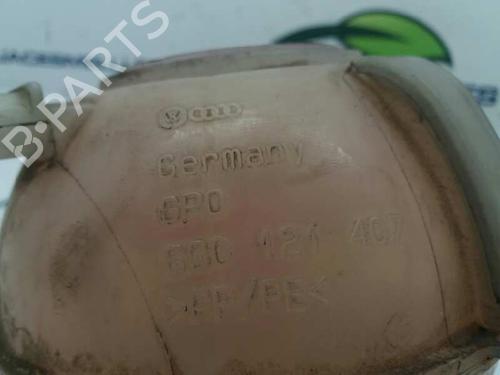 B-PARTS
Germany
6P0
6Q0 121 407
>PP/PE<